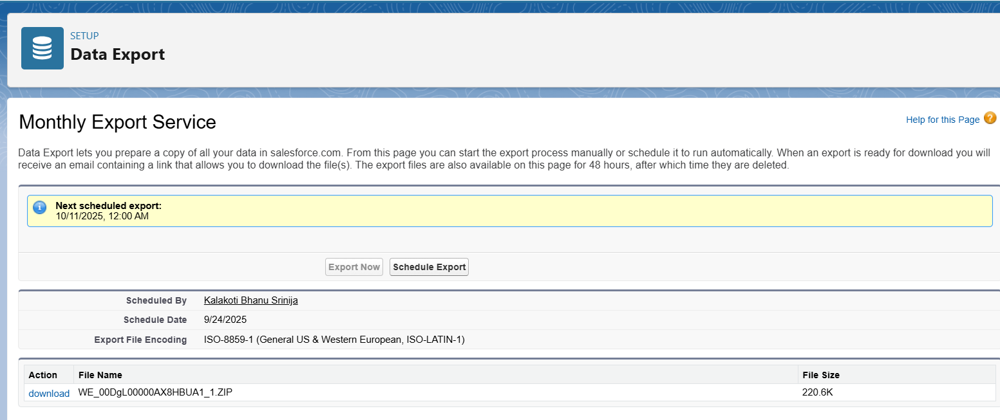 SETUP
Data Export
Monthly Export Service
Help for this Page ?
Data Export lets you prepare a copy of all your data in salesforce.com. From this page you can start the export process manually or schedule it to run automatically. When an export is ready for download you will
receive an email containing a link that allows you to download the file(s). The export files are also available on this page for 48 hours, after which time they are deleted.
i Next scheduled export:
10/11/2025, 12:00 AM
Export Now Schedule Export
Scheduled By Kalakoti Bhanu Srinija
Schedule Date 9/24/2025
Export File Encoding ISO-8859-1 (General US & Western European, ISO-LATIN-1)
Action File Name File Size
download WE_00DgL00000AX8HBUA1_1.ZIP 220.6K